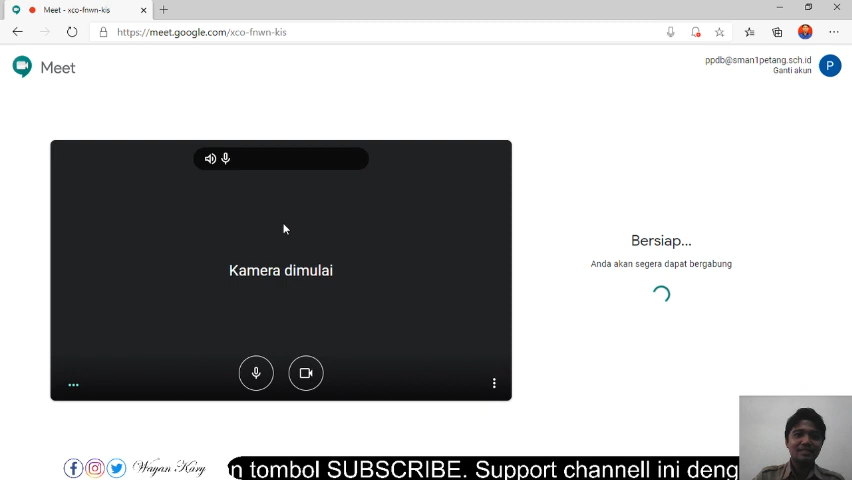 Meet - xco-fnwn-kis
https://meet.google.com/xco-fnwn-kis
Meet
ppdb@sman1petang.sch.id
Ganti akun
P
Kamera dimulai
Bersiap...
Anda akan segera dapat bergabung
Wayan Kary
n tombol SUBSCRIBE. Support channell ini deng